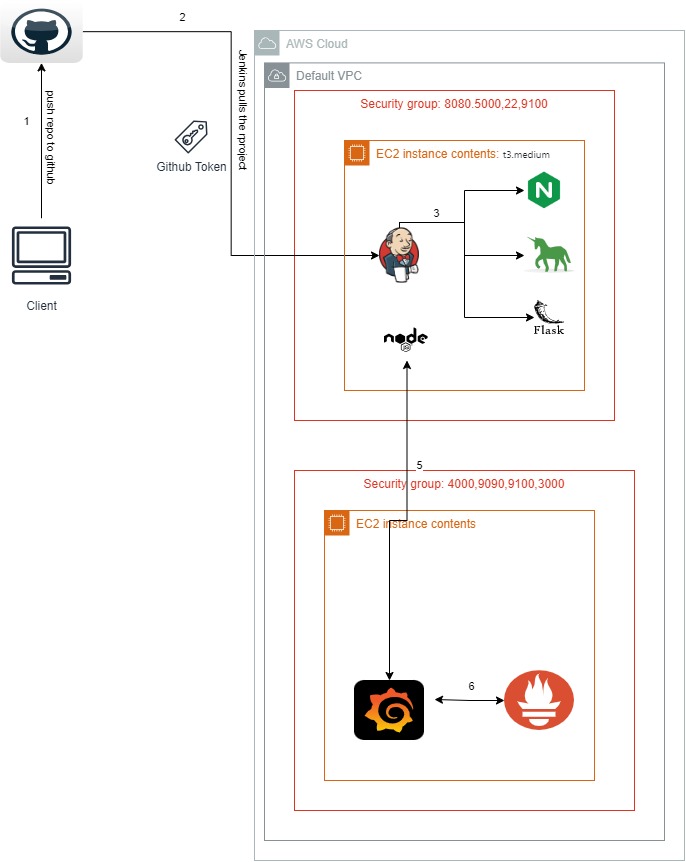 2
AWS Cloud
Default VPC
Security group: 8080.5000,22,9100
1
push repo to github
Jenkins pulls the rproject
Github Token
EC2 instance contents: t3.medium
N
3
Flask
node
JS
Client
5
Security group: 4000,9090,9100,3000
EC2 instance contents
6